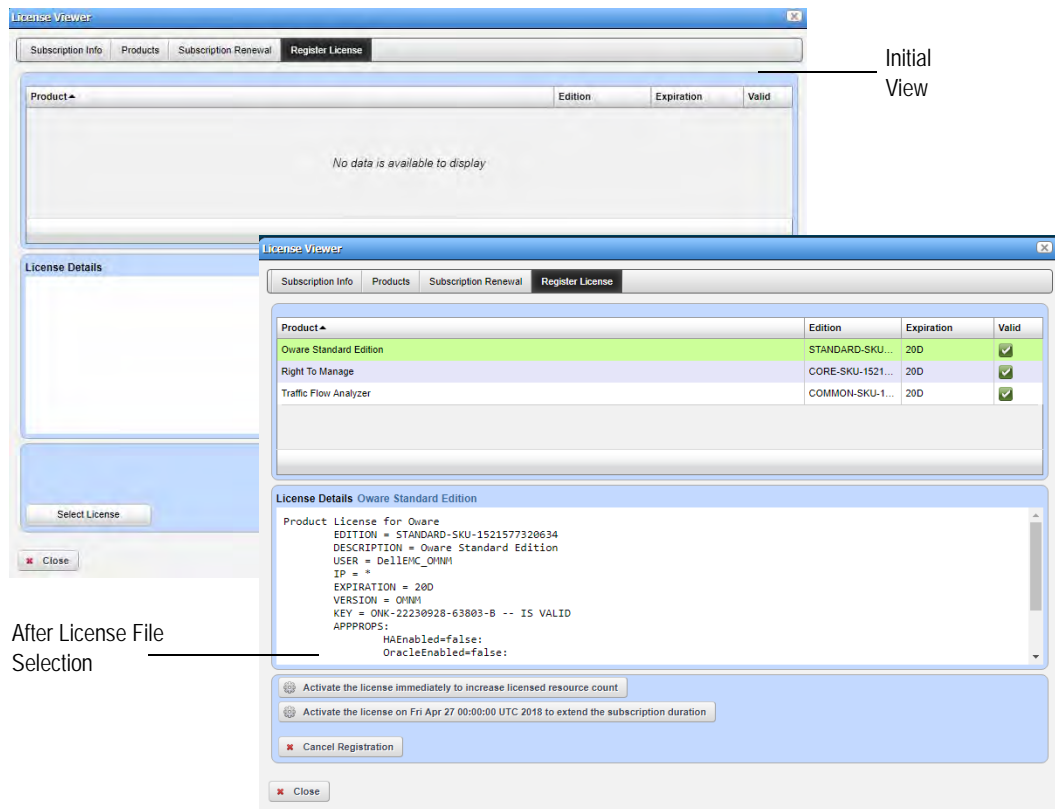 License Viewer
Subscription Info Products Subscription Renewal Register License
Initial
View
Product Edition Expiration Valid
No data is available to display
License Details
Select License
Close
License Viewer
Subscription Info Products Subscription Renewal Register License
Product Edition Expiration Valid
Oware Standard Edition STANDARD-SKU... 20D
Right To Manage CORE-SKU-1521... 20D
Traffic Flow Analyzer COMMON-SKU-1... 20D
License Details Oware Standard Edition
Product License for Oware
EDITION = STANDARD-SKU-1521577320634
DESCRIPTION = Oware Standard Edition
USER = DellEMC_OMNM
IP = *
EXPIRATION = 20D
VERSION = OMNM
KEY = ONK-22230928-63803-B -- IS VALID
APPPROPS:
HAEnabled=false:
OracleEnabled=false:
After License File
Selection
Activate the license immediately to increase licensed resource count
Activate the license on Fri Apr 27 00:00:00 UTC 2018 to extend the subscription duration
Cancel Registration
Close